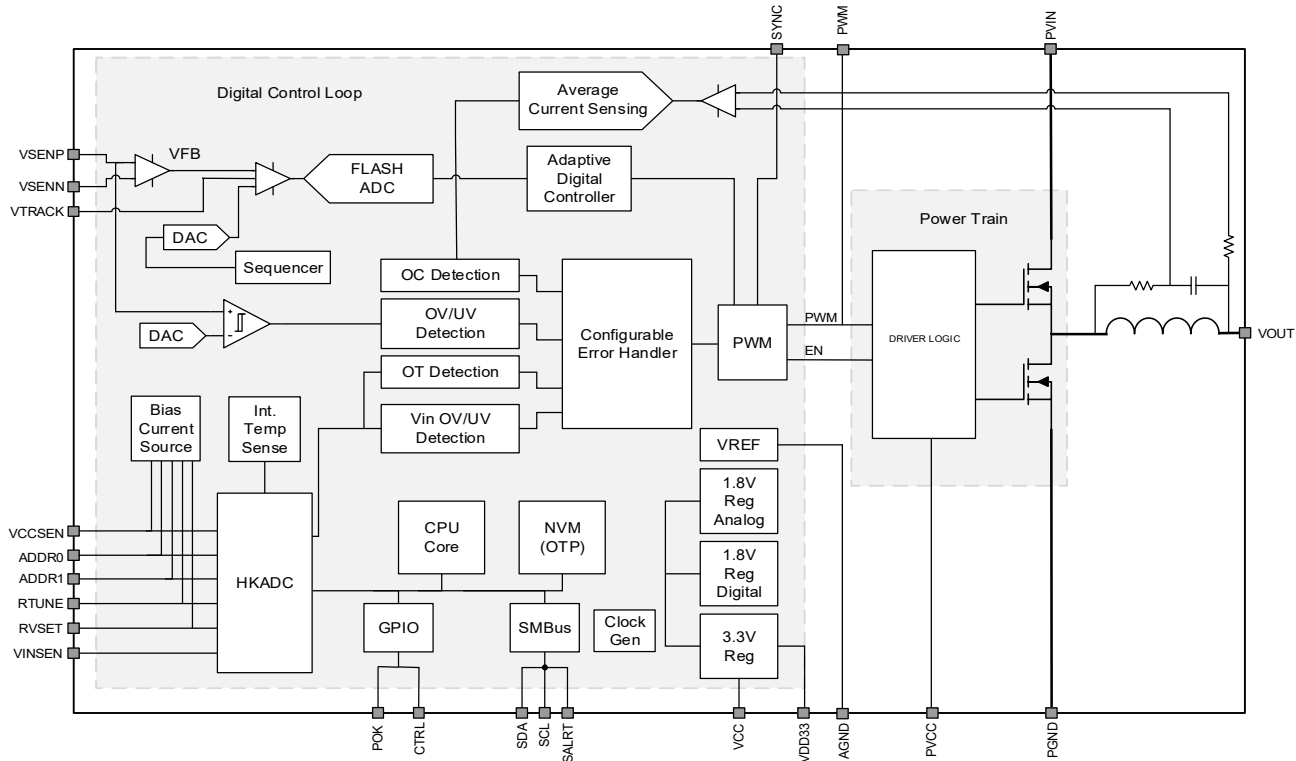 SYNC
PWM
PVIN
Digital Control Loop
Average
Current Sensing
VSENP
VFB
VSENN
VTRACK
FLASH
ADC
Adaptive
Digital
Controller
Power Train
DAC
Sequencer
OC Detection
OV/UV
Detection
OT Detection
Vin OV/UV
Detection
Configurable
Error Handler
+
-
DAC
PWM
PWM
EN
DRIVER LOGIC
VOUT
Bias
Current
Source
Int.
Temp
Sense
VREF
1.8V
Reg
Analog
1.8V
Reg
Digital
3.3V
Reg
VCCSEN
ADDR0
ADDR1
RTUNE
RVSET
VINSEN
HKADC
CPU
Core
NVM
(OTP)
GPIO
SMBus
Clock
Gen
POK
CTRL
SDA
SCL
SALRT
VCC
VDD33
AGND
PVCC
PGND